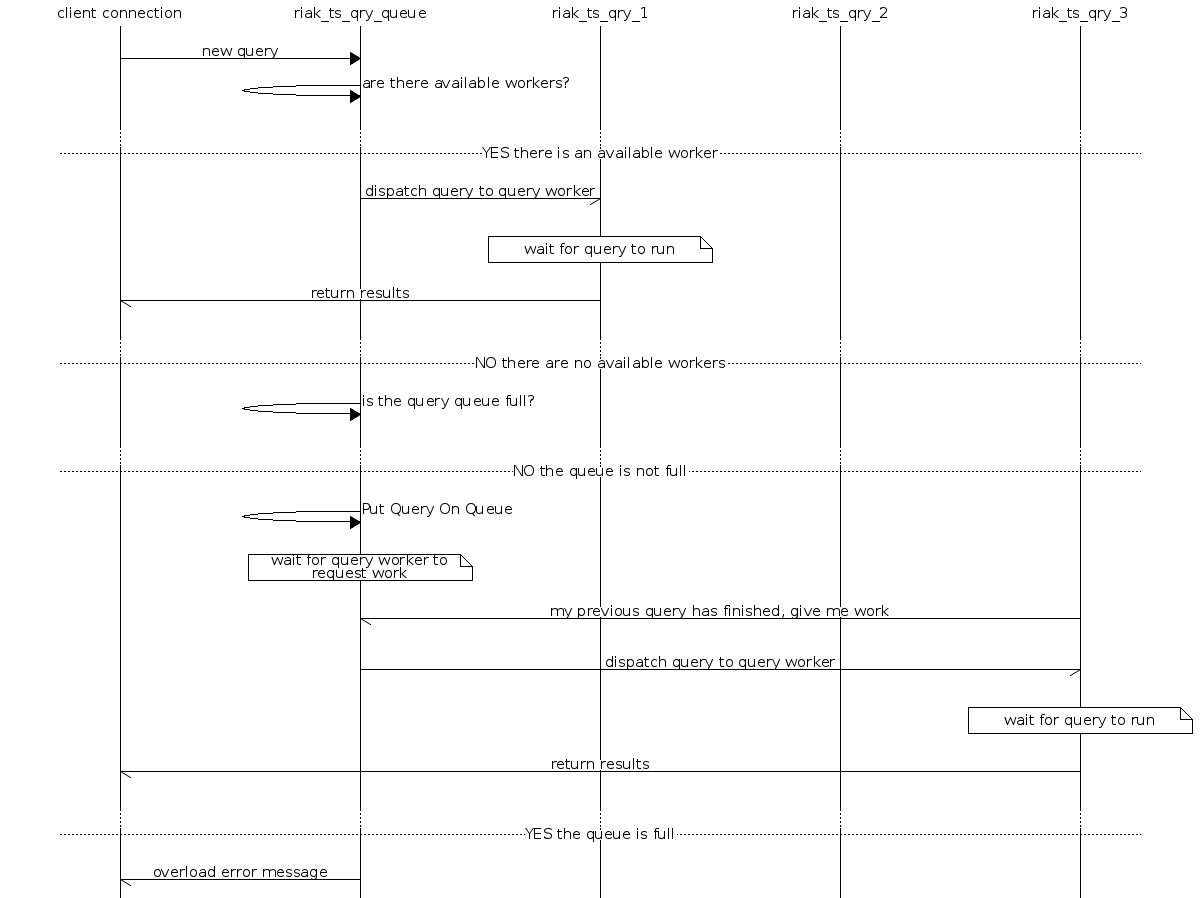 client connection
riak_ts_qry_queue
riak_ts_qry_1
riak_ts_qry_2
riak_ts_qry_3
new query
are there available workers?
YES there is an available worker
dispatch query to query worker
wait for query to run
return results
NO there are no available workers
is the query queue full?
NO the queue is not full
Put Query On Queue
wait for query worker to
request work
my previous query has finished, give me work
dispatch query to query worker
wait for query to run
return results
YES the queue is full
overload error message